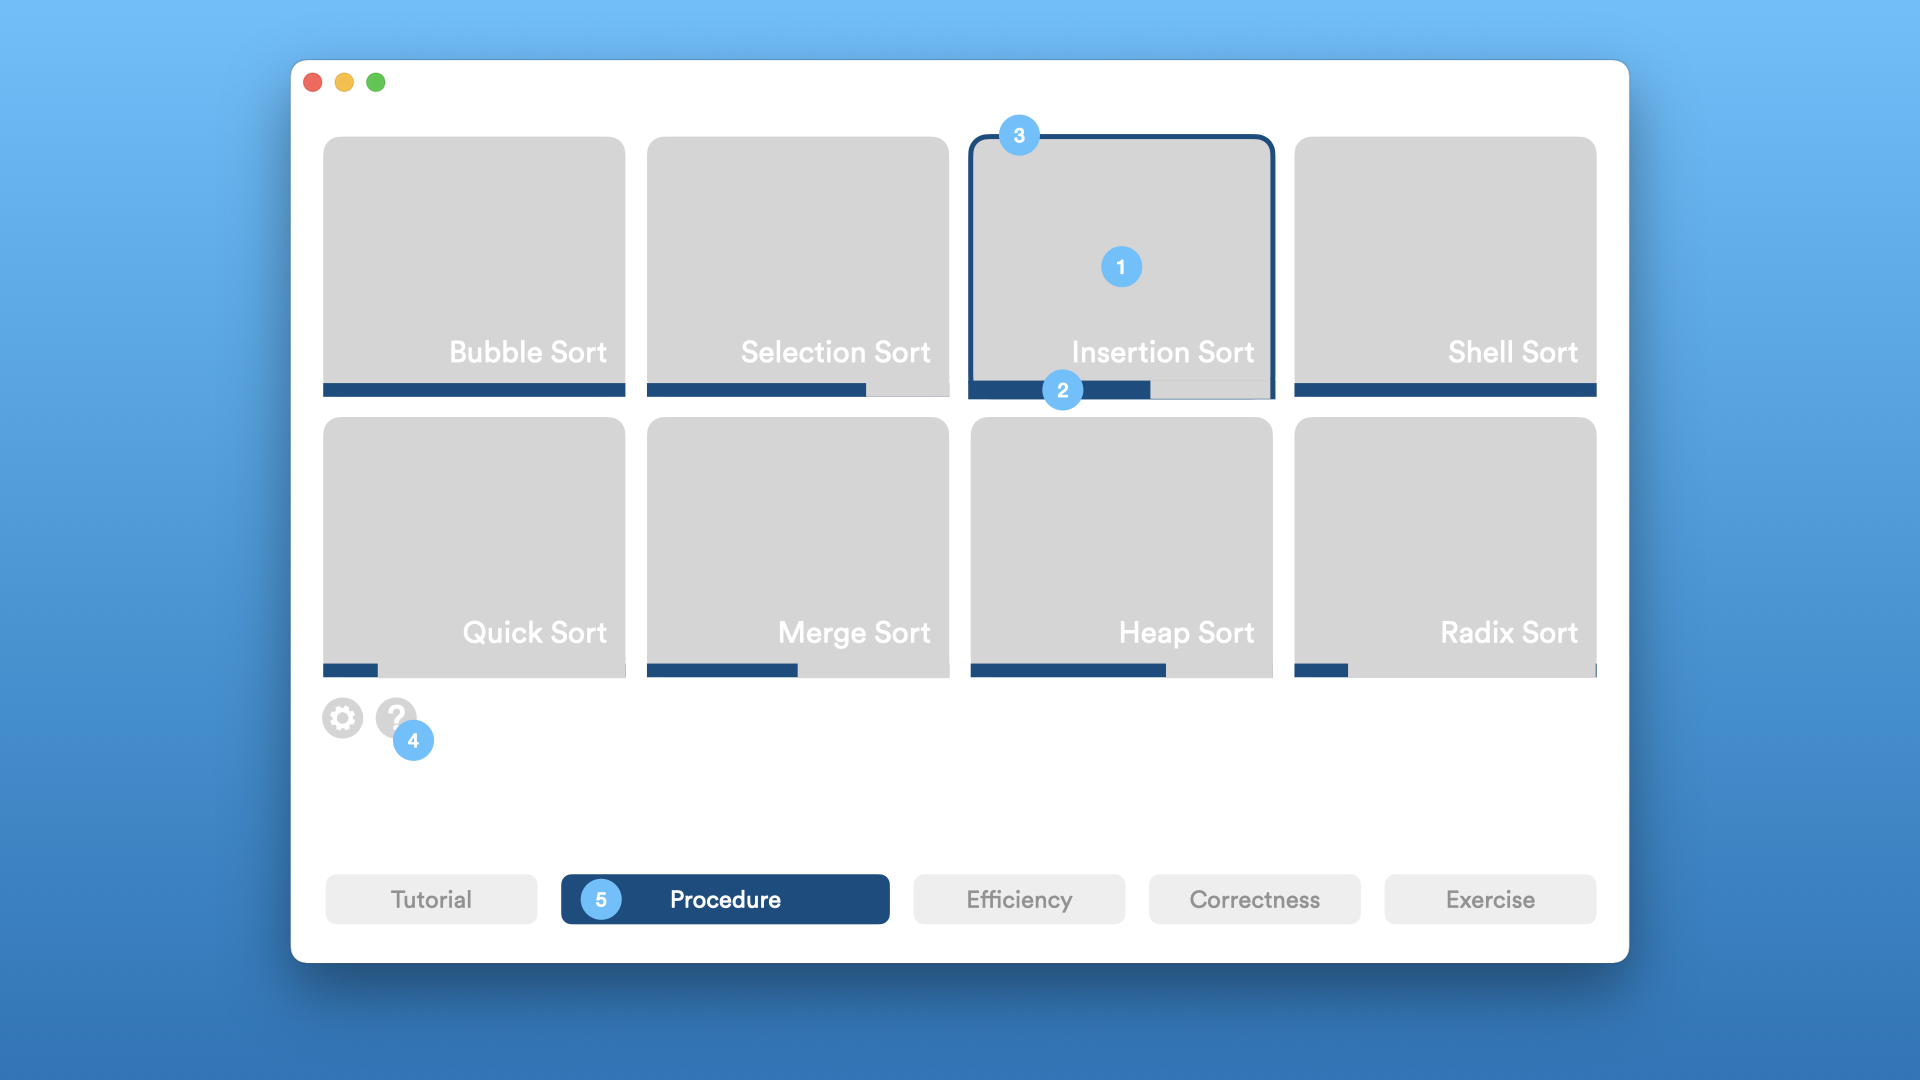 3
1
Bubble Sort
Selection Sort
Insertion Sort
Shell Sort
2
Quick Sort
Merge Sort
Heap Sort
Radix Sort
?
4
Tutorial
5 Procedure
Efficiency
Correctness
Exercise